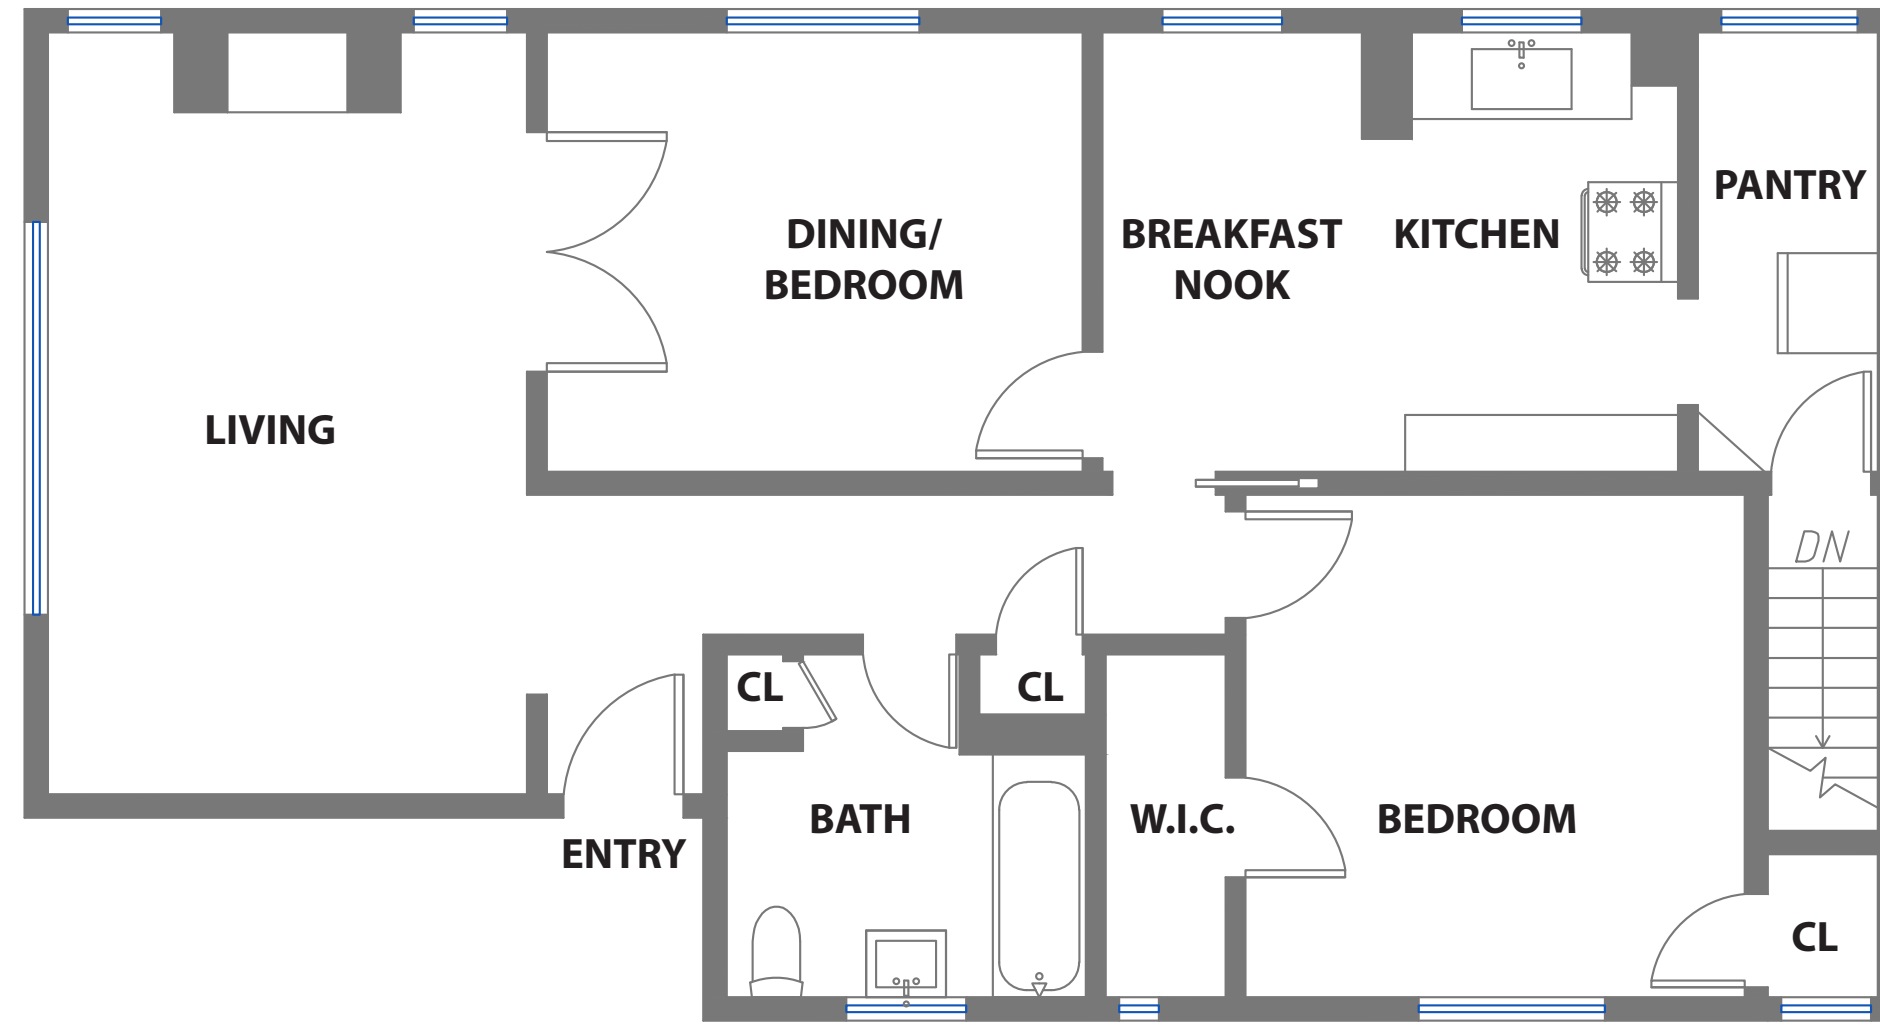 PANTRY
DINING/
BEDROOM
BREAKFAST
NOOK
KITCHEN
LIVING
DN
CL
CL
BATH
W.I.C.
BEDROOM
ENTRY
CL